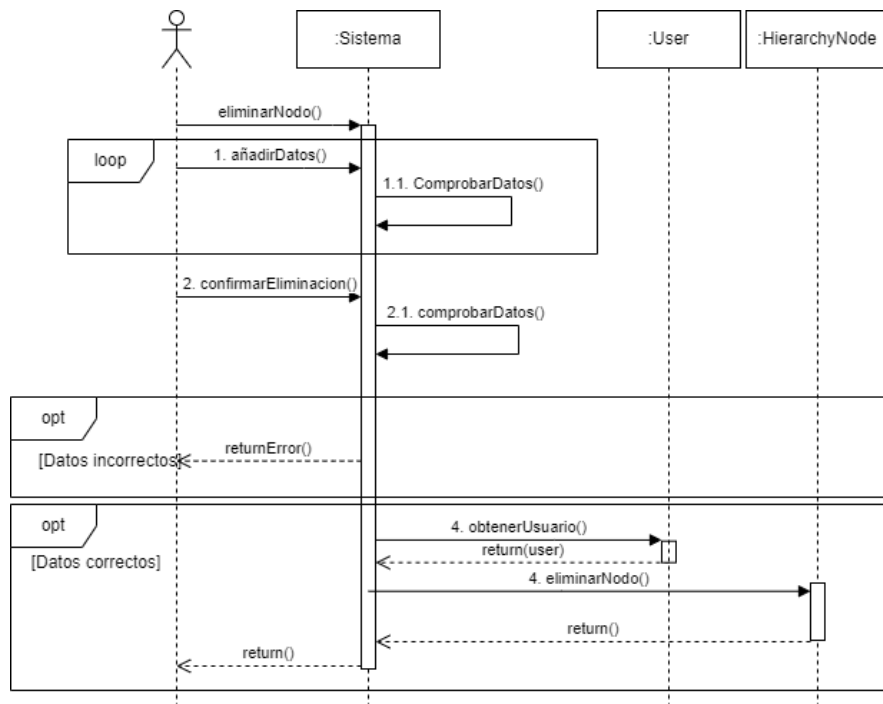 :Sistema
:User
:HierarchyNode
eliminarNodo()
loop
1. añadirDatos()
1.1. ComprobarDatos()
2. confirmarEliminacion()
2.1. comprobarDatos()
opt
returnError()
[Datos incorrectos]
opt
4. obtenerUsuario()
return(user)
[Datos correctos]
4. eliminarNodo()
return()
return()